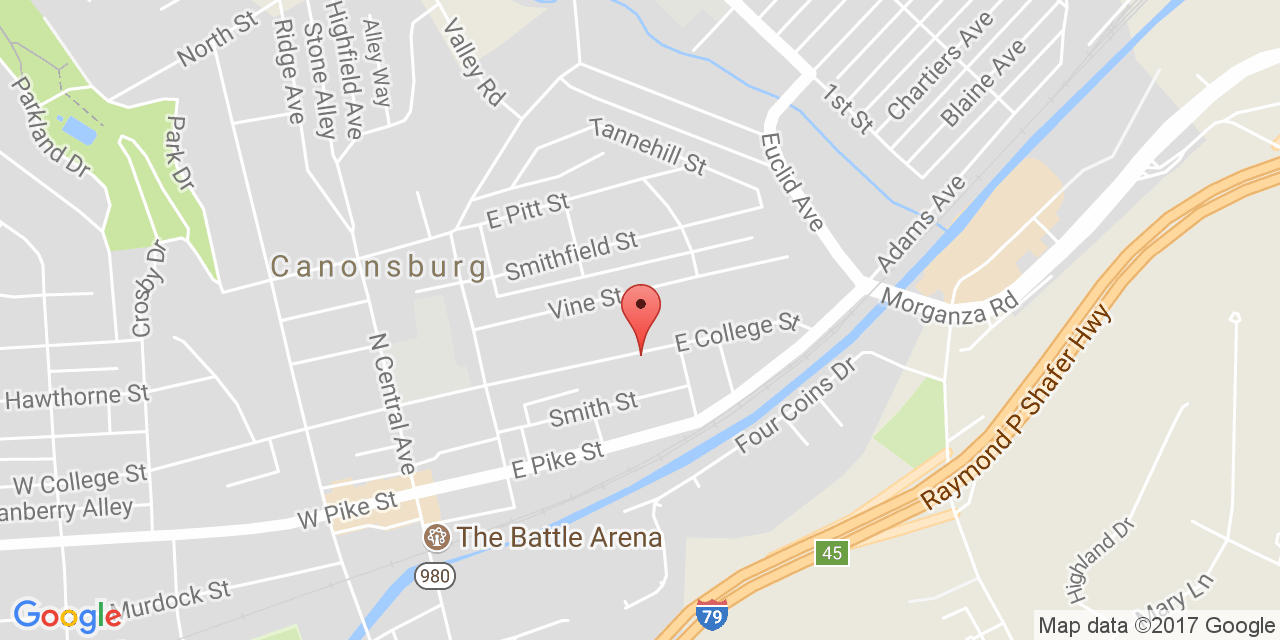 North St
Ridge Ave
Stone Alley
Highfield Ave
Alley Way
Valley Rd
Chartiers Ave
Blaine Ave
1st St
Parkland Dr
Park Dr
Tannehill St
Euclid Ave
E Pitt St
Adams Ave
Smithfield St
Canonsburg
Crosby Dr
Vine St
Morganza Rd
E College St
N Central Ave
Hawthorne St
Smith St
Four Coins Dr
Raymond P Shafer Hwy
E Pike St
W College St
anberry Alley
W Pike St
The Battle Arena
980
45
79
Highland Dr
Mary Ln
Murdock St
Google
Map data ©2017 Google